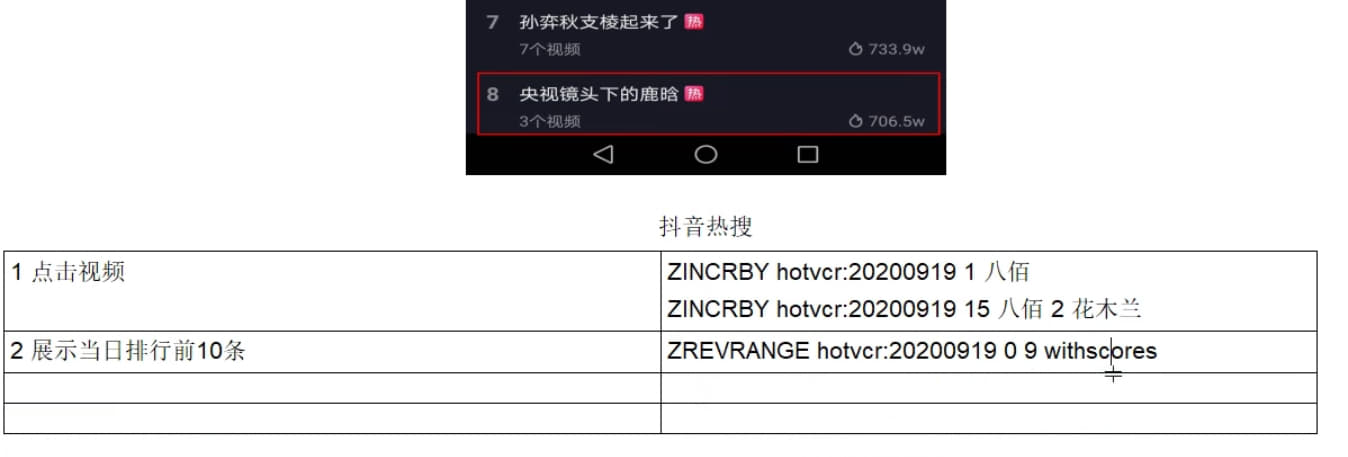 7 孙弈秋支棱起来了 热
7个视频 733.9w
8 央视镜头下的鹿晗 热
3个视频 706.5w
抖音热搜
1 点击视频
ZINCRBY hotvcr:20200919 1 八佰
ZINCRBY hotvcr:20200919 15 八佰 2 花木兰
2 展示当日排行前10条
ZREVRANGE hotvcr:20200919 0 9 withscores